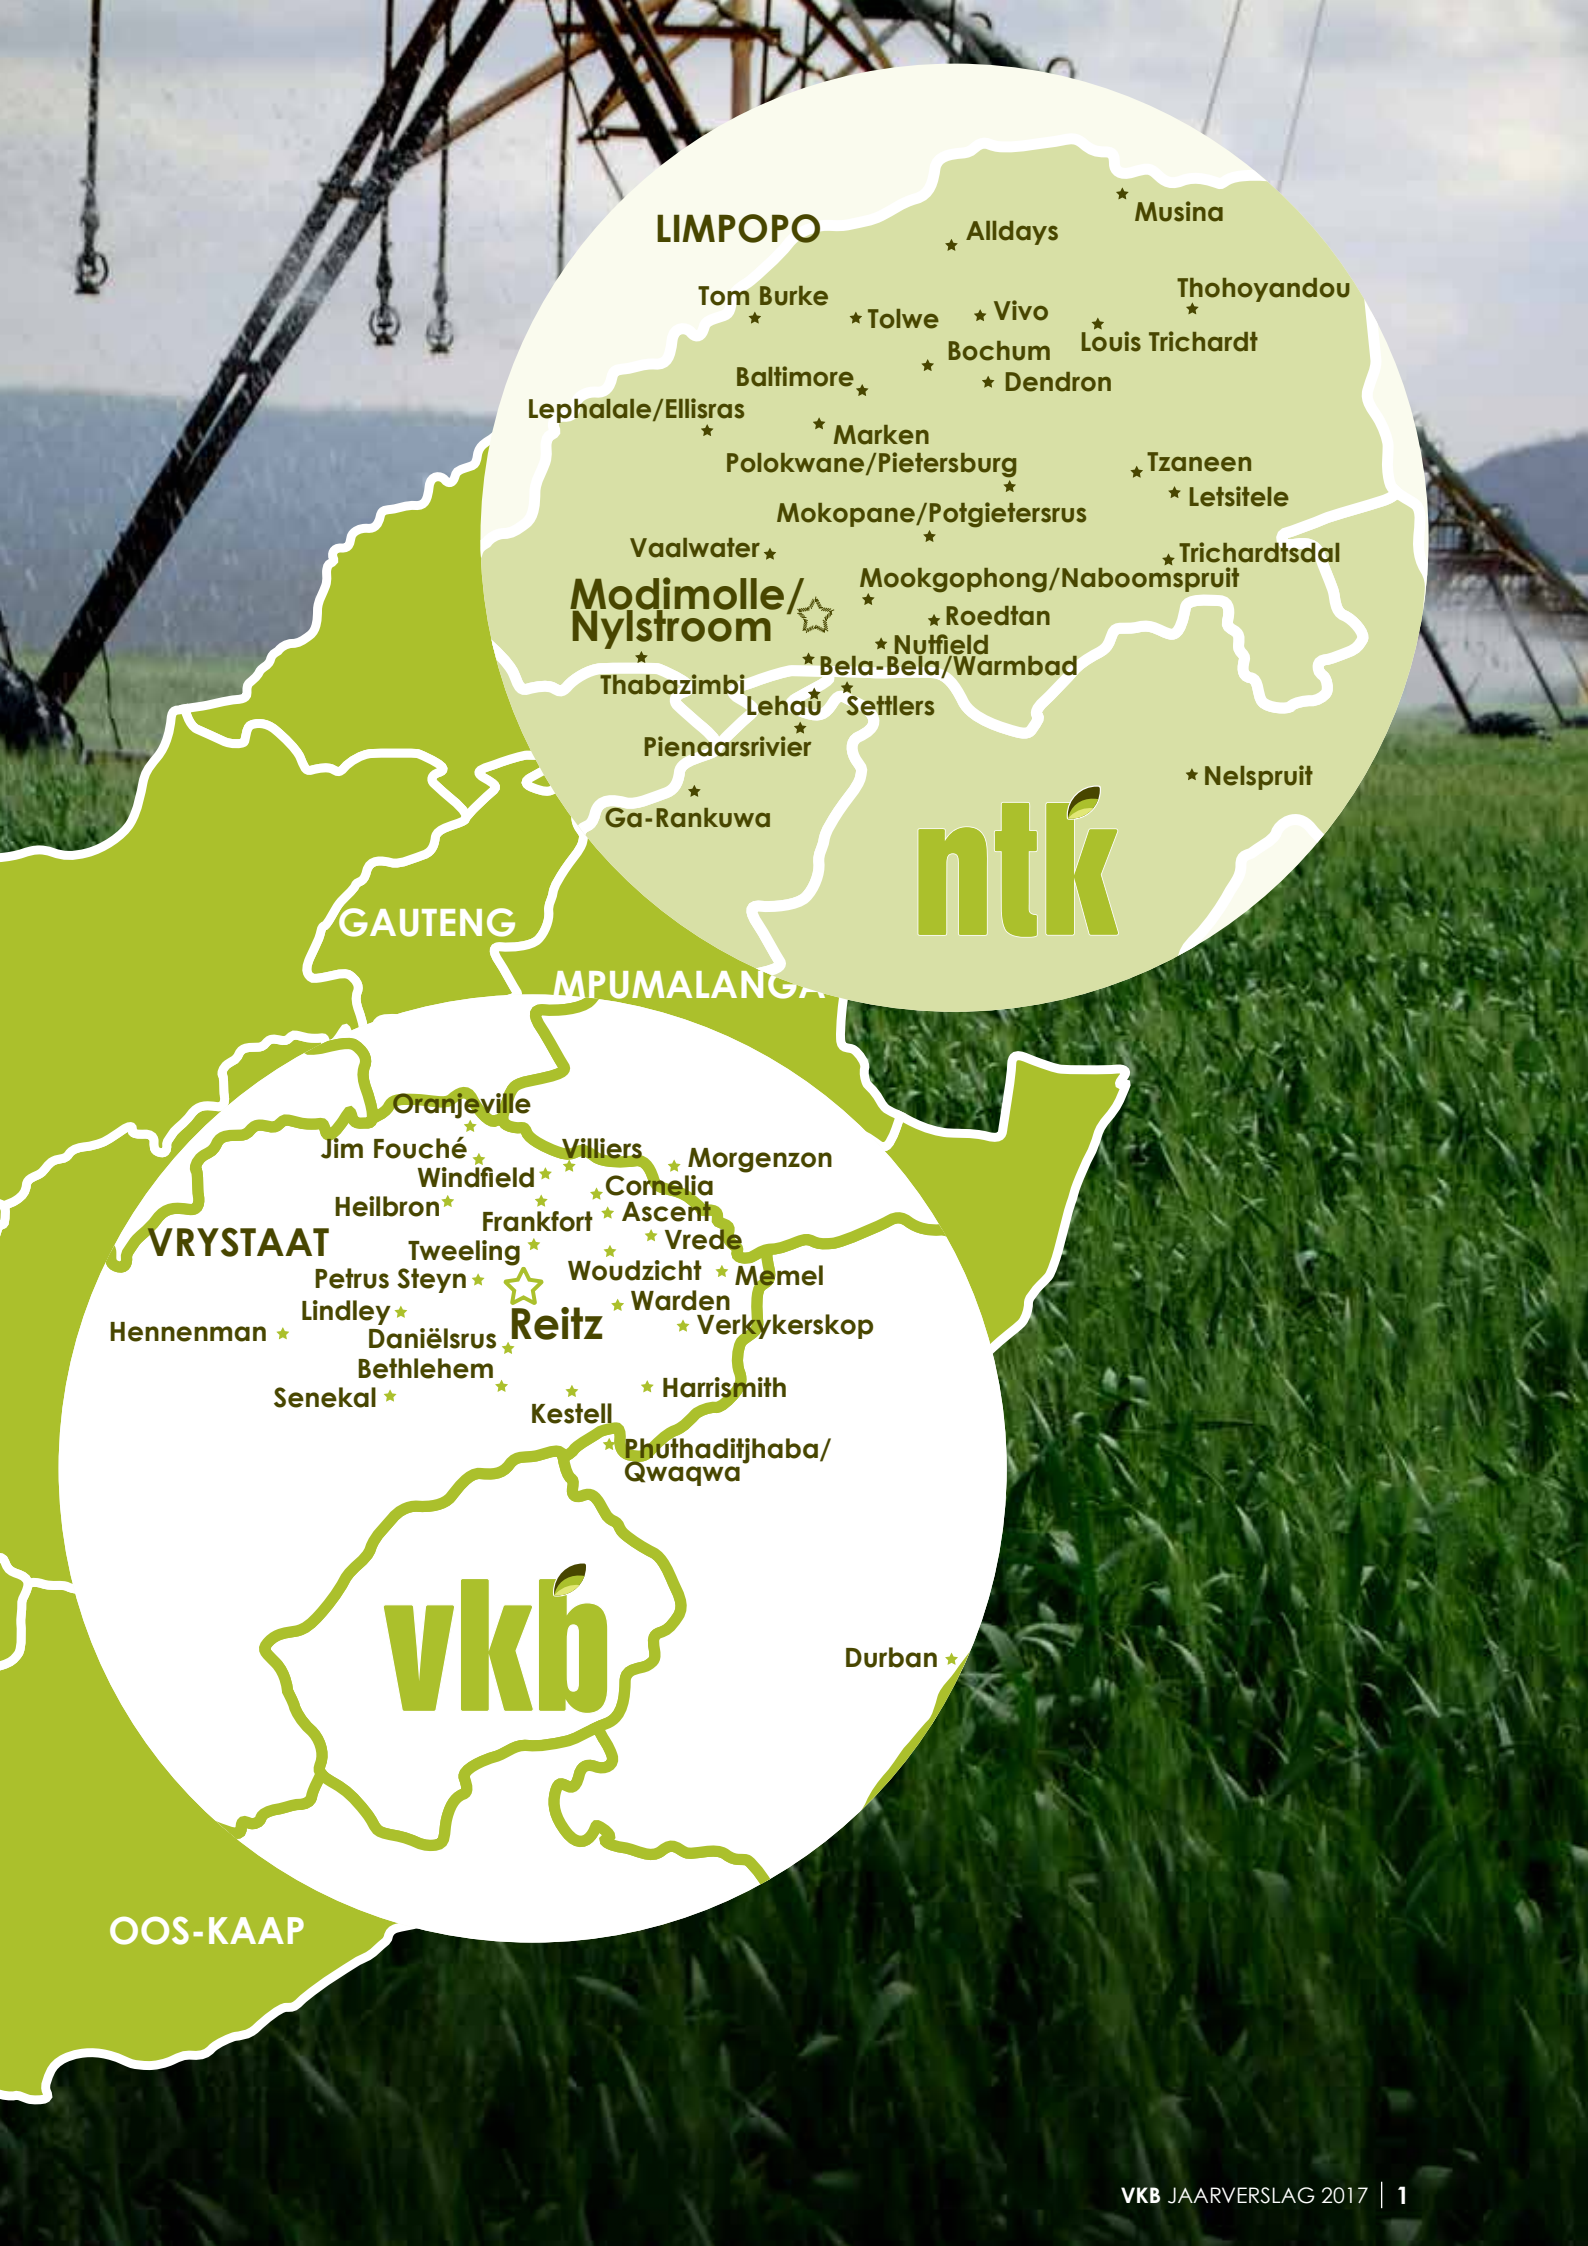 LIMPOPO
Musina
Alldays
Thohoyandou
Tom Burke
Tolwe
Vivo
Louis Trichardt
Bochum
Baltimore
Dendron
Lephalale/Ellisras
Marken
Polokwane/Pietersburg
Tzaneen
Letsitele
Mokopane/Potgietersrus
Vaalwater
Trichardtsdal
Mookgophong/Naboomspruit
Modimolle/
Nylstroom
Roedtan
Nutfield
Bela-Bela/Warmbad
Thabazimbi
Lehau
Settlers
Pienaarsrivier
Nelspruit
Ga-Rankuwa
ntk
GAUTENG
MPUMALANGA
Oranjeville
Jim Fouché
Villiers
Morgenzon
Windfield
Cornelia
Heilbron
Frankfort
Ascent
VRYSTAAT
Tweeling
Vrede
Petrus Steyn
Woudzicht
Memel
Lindley
Warden
Hennenman
Daniëlsrus
Reitz
Verkykerskop
Bethlehem
Senekal
Harrismith
Kestell
Phuthaditjhaba/
Qwaqwa
vkb
Durban
OOS-KAAP
VKB JAARVERSLAG 2017 | 1